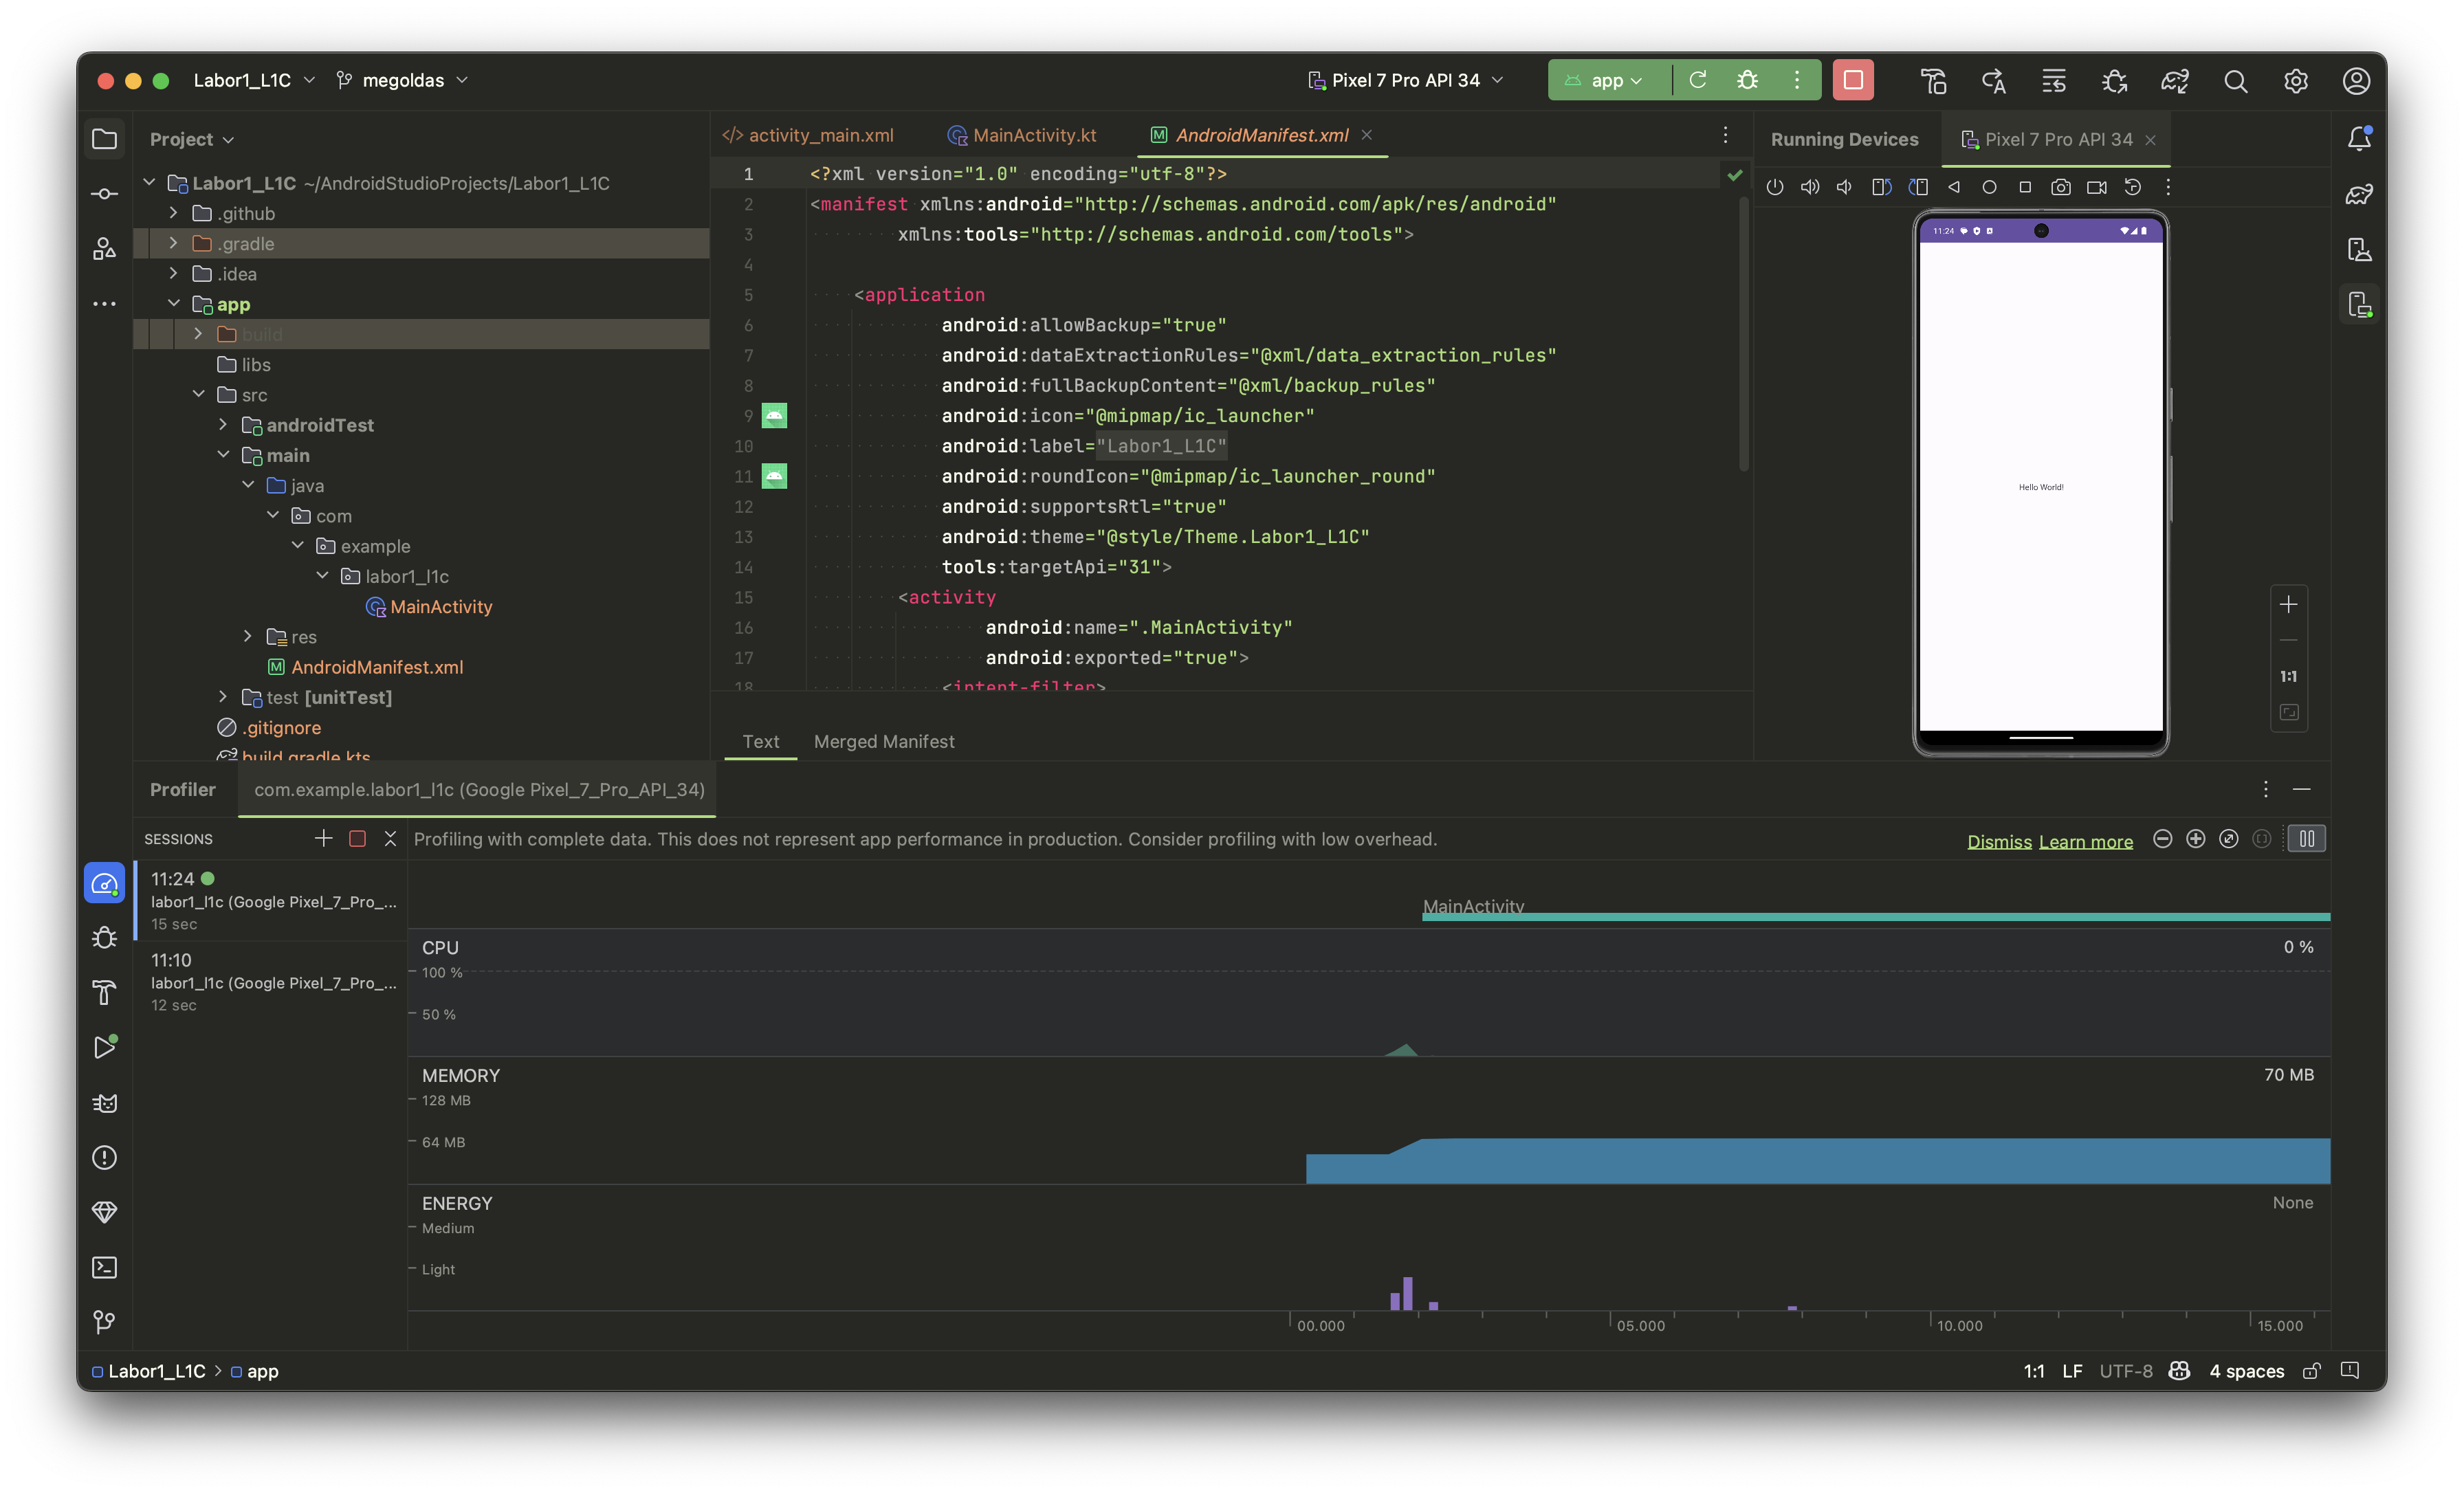 Labor1_L1C
megoldas
Pixel 7 Pro API 34
app
Project
Labor1_L1C ~/AndroidStudioProjects/Labor1_L1C
.github
.gradle
.idea
app
build
libs
src
androidTest
main
java
com
example
labor1_l1c
MainActivity
res
AndroidManifest.xml
test [unitTest]
.gitignore
build.gradle.kts
activity_main.xml
MainActivity.kt
AndroidManifest.xml
1 <?xml version="1.0" encoding="utf-8"?>
2 <manifest xmlns:android="http://schemas.android.com/apk/res/android"
3 xmlns:tools="http://schemas.android.com/tools">
4
5 <application
6 android:allowBackup="true"
7 android:dataExtractionRules="@xml/data_extraction_rules"
8 android:fullBackupContent="@xml/backup_rules"
9 android:icon="@mipmap/ic_launcher"
10 android:label="Labor1_L1C"
11 android:roundIcon="@mipmap/ic_launcher_round"
12 android:supportsRtl="true"
13 android:theme="@style/Theme.Labor1_L1C"
14 tools:targetApi="31">
15 <activity
16 android:name=".MainActivity"
17 android:exported="true">
18 <intent-filter>
Text Merged Manifest
Running Devices
Pixel 7 Pro API 34
11:24
Hello World!
1:1
Profiler
com.example.labor1_l1c (Google Pixel_7_Pro_API_34)
SESSIONS
Profiling with complete data. This does not represent app performance in production. Consider profiling with low overhead.
Dismiss Learn more
11:24
labor1_l1c (Google Pixel_7_Pro_...
15 sec
11:10
labor1_l1c (Google Pixel_7_Pro_...
12 sec
MainActivity
CPU
0 %
100 %
50 %
MEMORY
70 MB
128 MB
64 MB
ENERGY
None
Medium
Light
00.000
05.000
10.000
15.000
Labor1_L1C > app
1:1 LF UTF-8 4 spaces